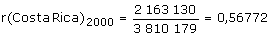 r(Costa Rica)2000 = 2 163 130 / 3 810 179 = 0,56772